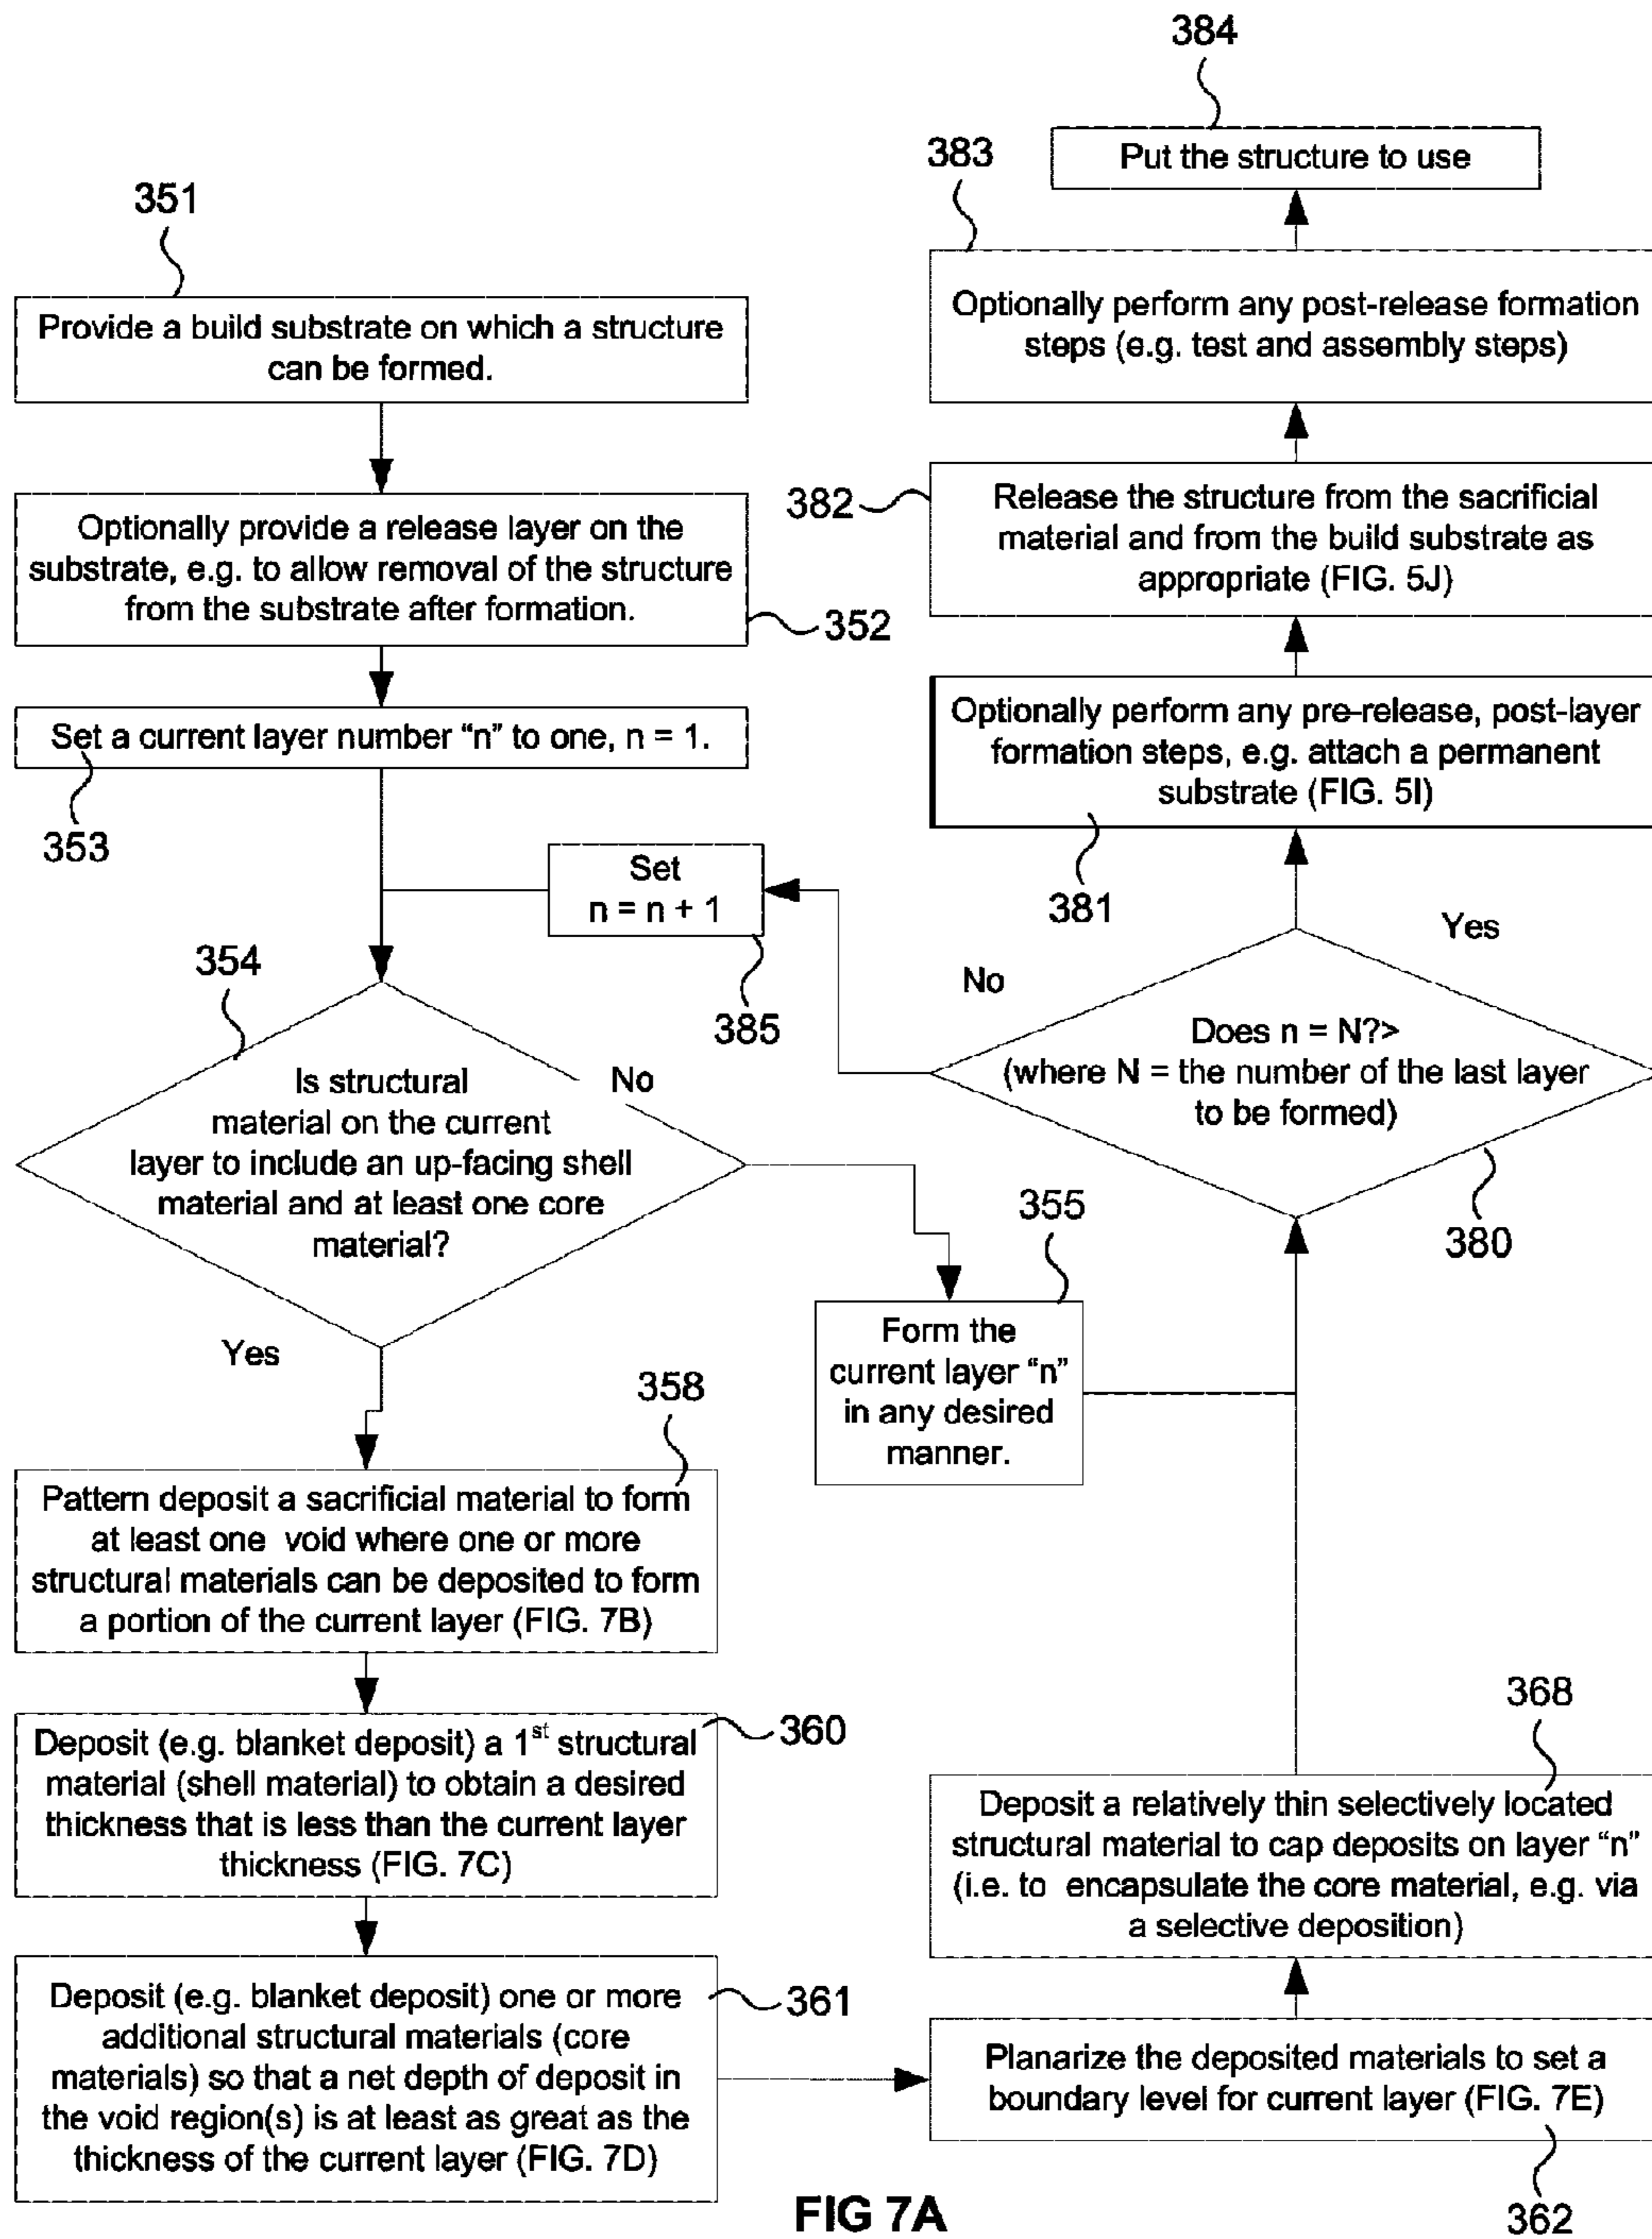 351
Provide a build substrate on which a structure
can be formed.
Optionally provide a release layer on the
substrate, e.g. to allow removal of the structure
from the substrate after formation.
352
Set a current layer number “n” to one, n = 1.
353
Set
n = n + 1
385
354
Is structural
material on the current
layer to include an up-facing shell
material and at least one core
material?
No
Yes
355
Form the
current layer “n”
in any desired
manner.
358
Pattern deposit a sacrificial material to form
at least one void where one or more
structural materials can be deposited to form
a portion of the current layer (FIG. 7B)
360
Deposit (e.g. blanket deposit) a 1st structural
material (shell material) to obtain a desired
thickness that is less than the current layer
thickness (FIG. 7C)
361
Deposit (e.g. blanket deposit) one or more
additional structural materials (core
materials) so that a net depth of deposit in
the void region(s) is at least as great as the
thickness of the current layer (FIG. 7D)
Planarize the deposited materials to set a
boundary level for current layer (FIG. 7E)
362
368
Deposit a relatively thin selectively located
structural material to cap deposits on layer “n”
(i.e. to encapsulate the core material, e.g. via
a selective deposition)
Does n = N?>
(where N = the number of the last layer
to be formed)
380
No
Yes
Optionally perform any pre-release, post-layer
formation steps, e.g. attach a permanent
substrate (FIG. 5I)
381
382
Release the structure from the sacrificial
material and from the build substrate as
appropriate (FIG. 5J)
383
Optionally perform any post-release formation
steps (e.g. test and assembly steps)
384
Put the structure to use
FIG 7A